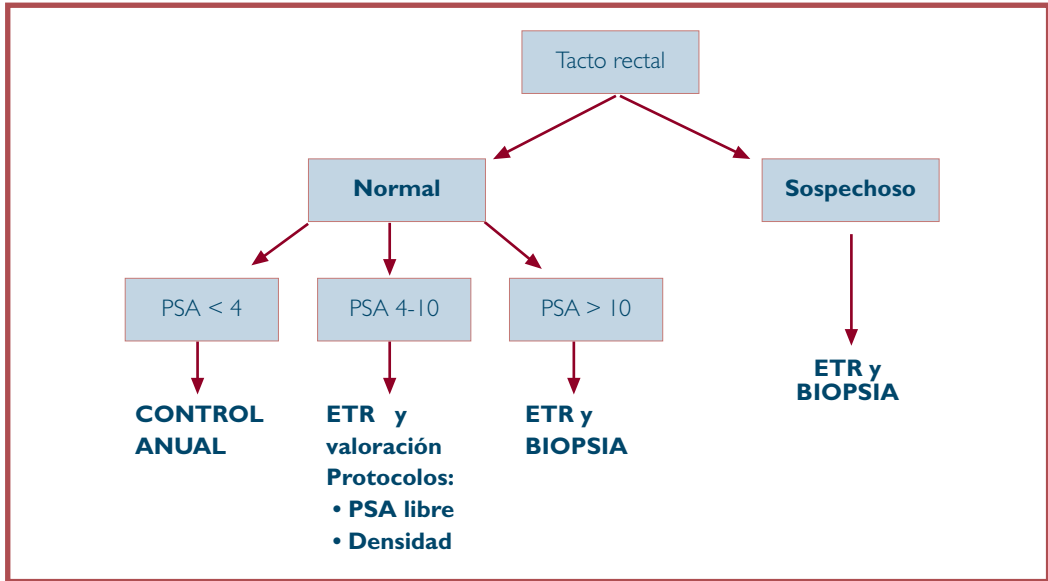 Tacto rectal
Normal
Sospechoso
PSA < 4
PSA 4-10
PSA > 10
CONTROL
ANUAL
ETR y
valoración
Protocolos:
• PSA libre
• Densidad
ETR y
BIOPSIA
ETR y
BIOPSIA